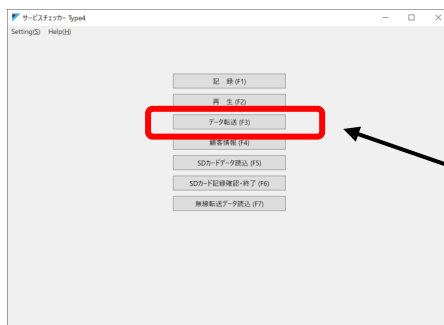 サービスチェッカー Type4
Setting(S) Help(H)
記 録 (F1)
再 生 (F2)
データ転送 (F3)
顧客情報 (F4)
SDカードデータ読込 (F5)
SDカード記録確認・終了 (F6)
無線転送データ読込 (F7)